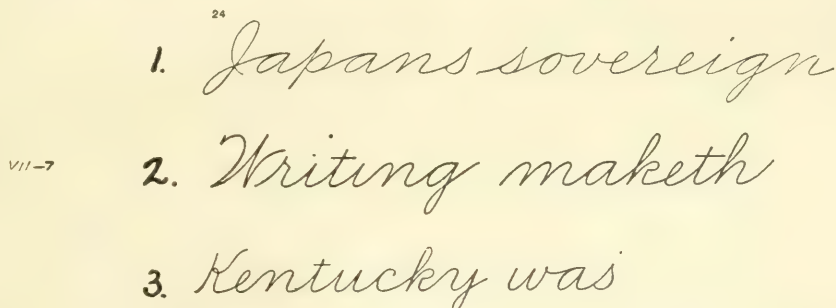 24
1. Japans sovereign
VII-7 2. Writing maketh
3. Kentucky was